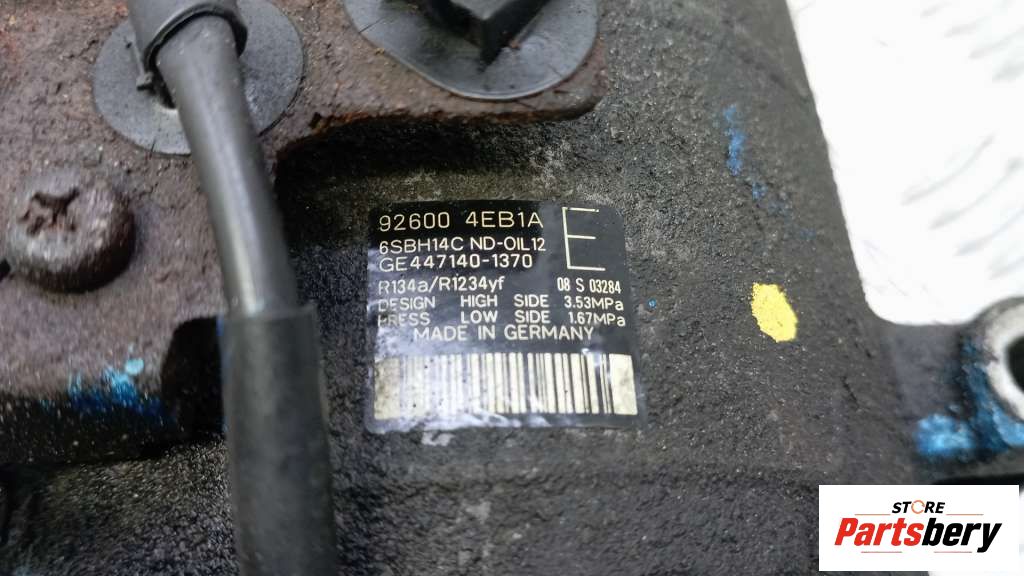 92600 4EB1A E
6SBH14C ND-OIL12
GE447140-1370
R134a/R1234yf 08 S 03284
DESIGN HIGH SIDE 3.53MPa
PRESS LOW SIDE 1.67MPa
MADE IN GERMANY
STORE
Partsbery